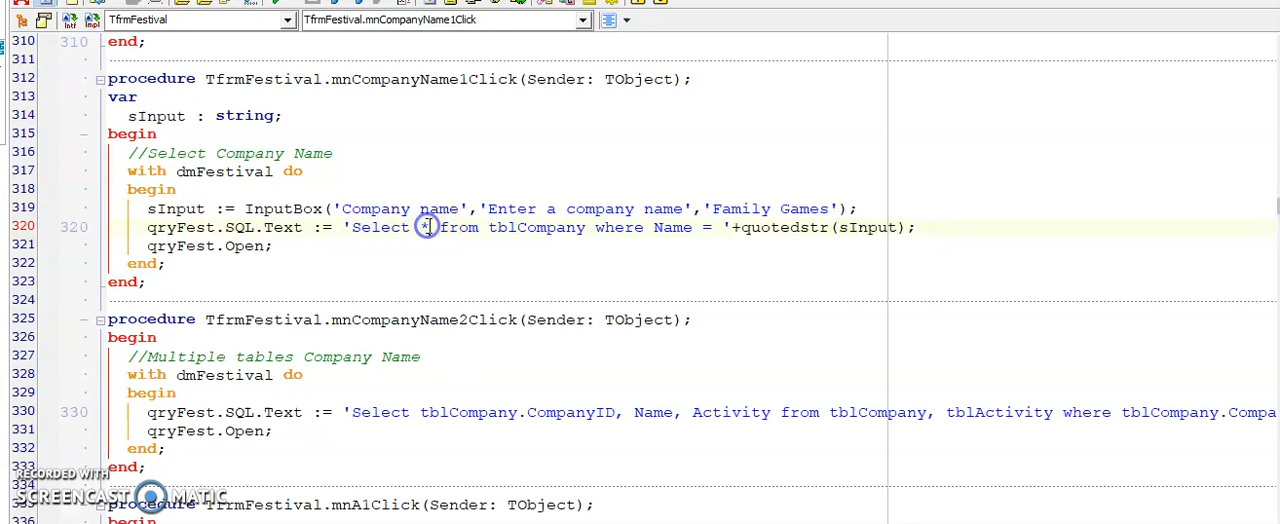 Intf Impl TfrmFestival TfrmFestival.mnCompanyName1Click
310 310 end;
311
312 procedure TfrmFestival.mnCompanyName1Click(Sender: TObject);
313 var
314 sInput : string;
315 begin
316 //Select Company Name
317 with dmFestival do
318 begin
319 sInput := InputBox('Company name','Enter a company name','Family Games');
320 320 qryFest.SQL.Text := 'Select * from tblCompany where Name = '+quotedstr(sInput);
321 qryFest.Open;
322 end;
323 end;
324
325 procedure TfrmFestival.mnCompanyName2Click(Sender: TObject);
326 begin
327 //Multiple tables Company Name
328 with dmFestival do
329 begin
330 330 qryFest.SQL.Text := 'Select tblCompany.CompanyID, Name, Activity from tblCompany, tblActivity where tblCompany.Compa
331 qryFest.Open;
332 end;
333 end;
334
335 procedure TfrmFestival.mnA1Click(Sender: TObject);
336 begin
RECORDED WITH
SCREENCAST MATIC